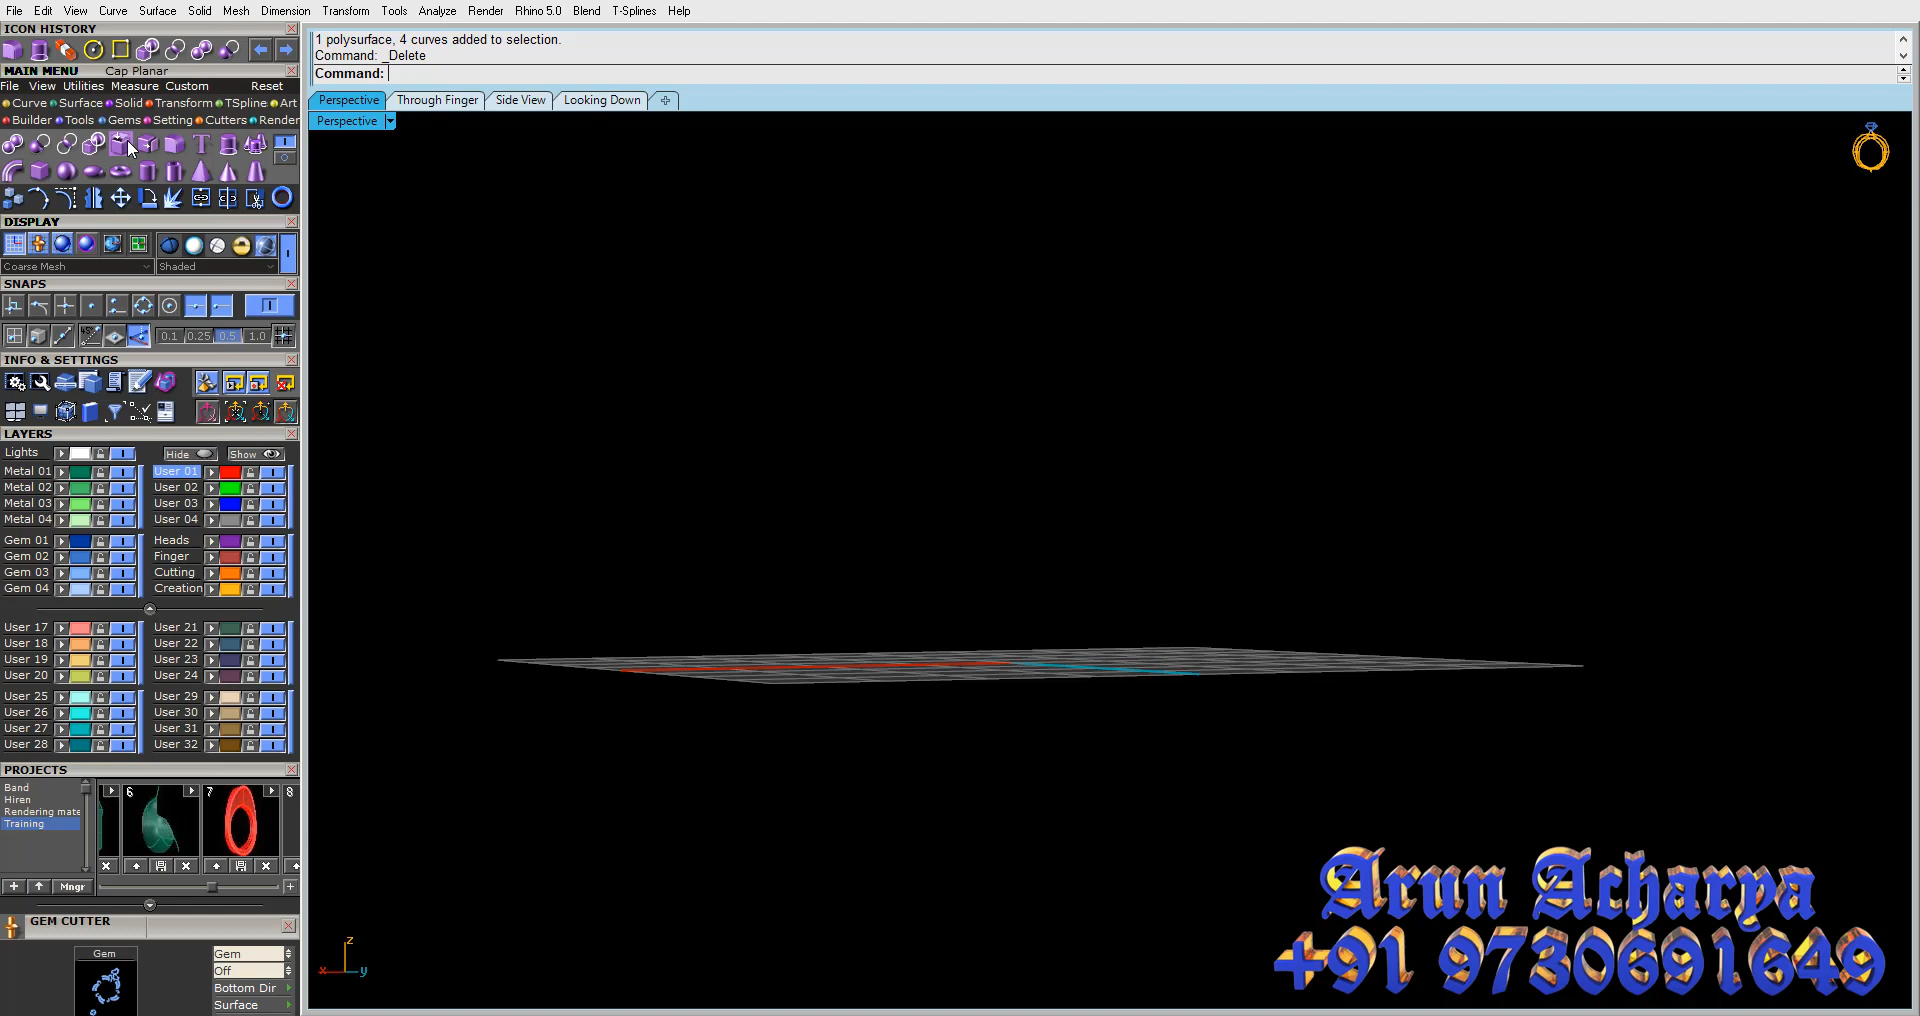 File Edit View Curve Surface Solid Mesh Dimension Transform Tools Analyze Render Rhino 5.0 Blend T-Splines Help
ICON HISTORY
MAIN MENU Cap Planar
File View Utilities Measure Custom Reset
Curve Surface Solid Transform TSpline Art
Builder Tools Gems Setting Cutters Render
DISPLAY
Coarse Mesh Shaded
SNAPS
0.1 0.25 0.5 1.0
INFO & SETTINGS
LAYERS
Lights Hide Show
Metal 01 User 01
Metal 02 User 02
Metal 03 User 03
Metal 04 User 04
Gem 01 Heads
Gem 02 Finger
Gem 03 Cutting
Gem 04 Creation
User 17 User 21
User 18 User 22
User 19 User 23
User 20 User 24
User 25 User 29
User 26 User 30
User 27 User 31
User 28 User 32
PROJECTS
Band
Hiren
Rendering mate
Training
6 7 8
Mngr
GEM CUTTER
Gem
Gem
Off
Bottom Dir
Surface
1 polysurface, 4 curves added to selection.
Command: _Delete
Command:
Perspective Through Finger Side View Looking Down
Perspective
z
x y
Arun Acharya
+91 9730691649